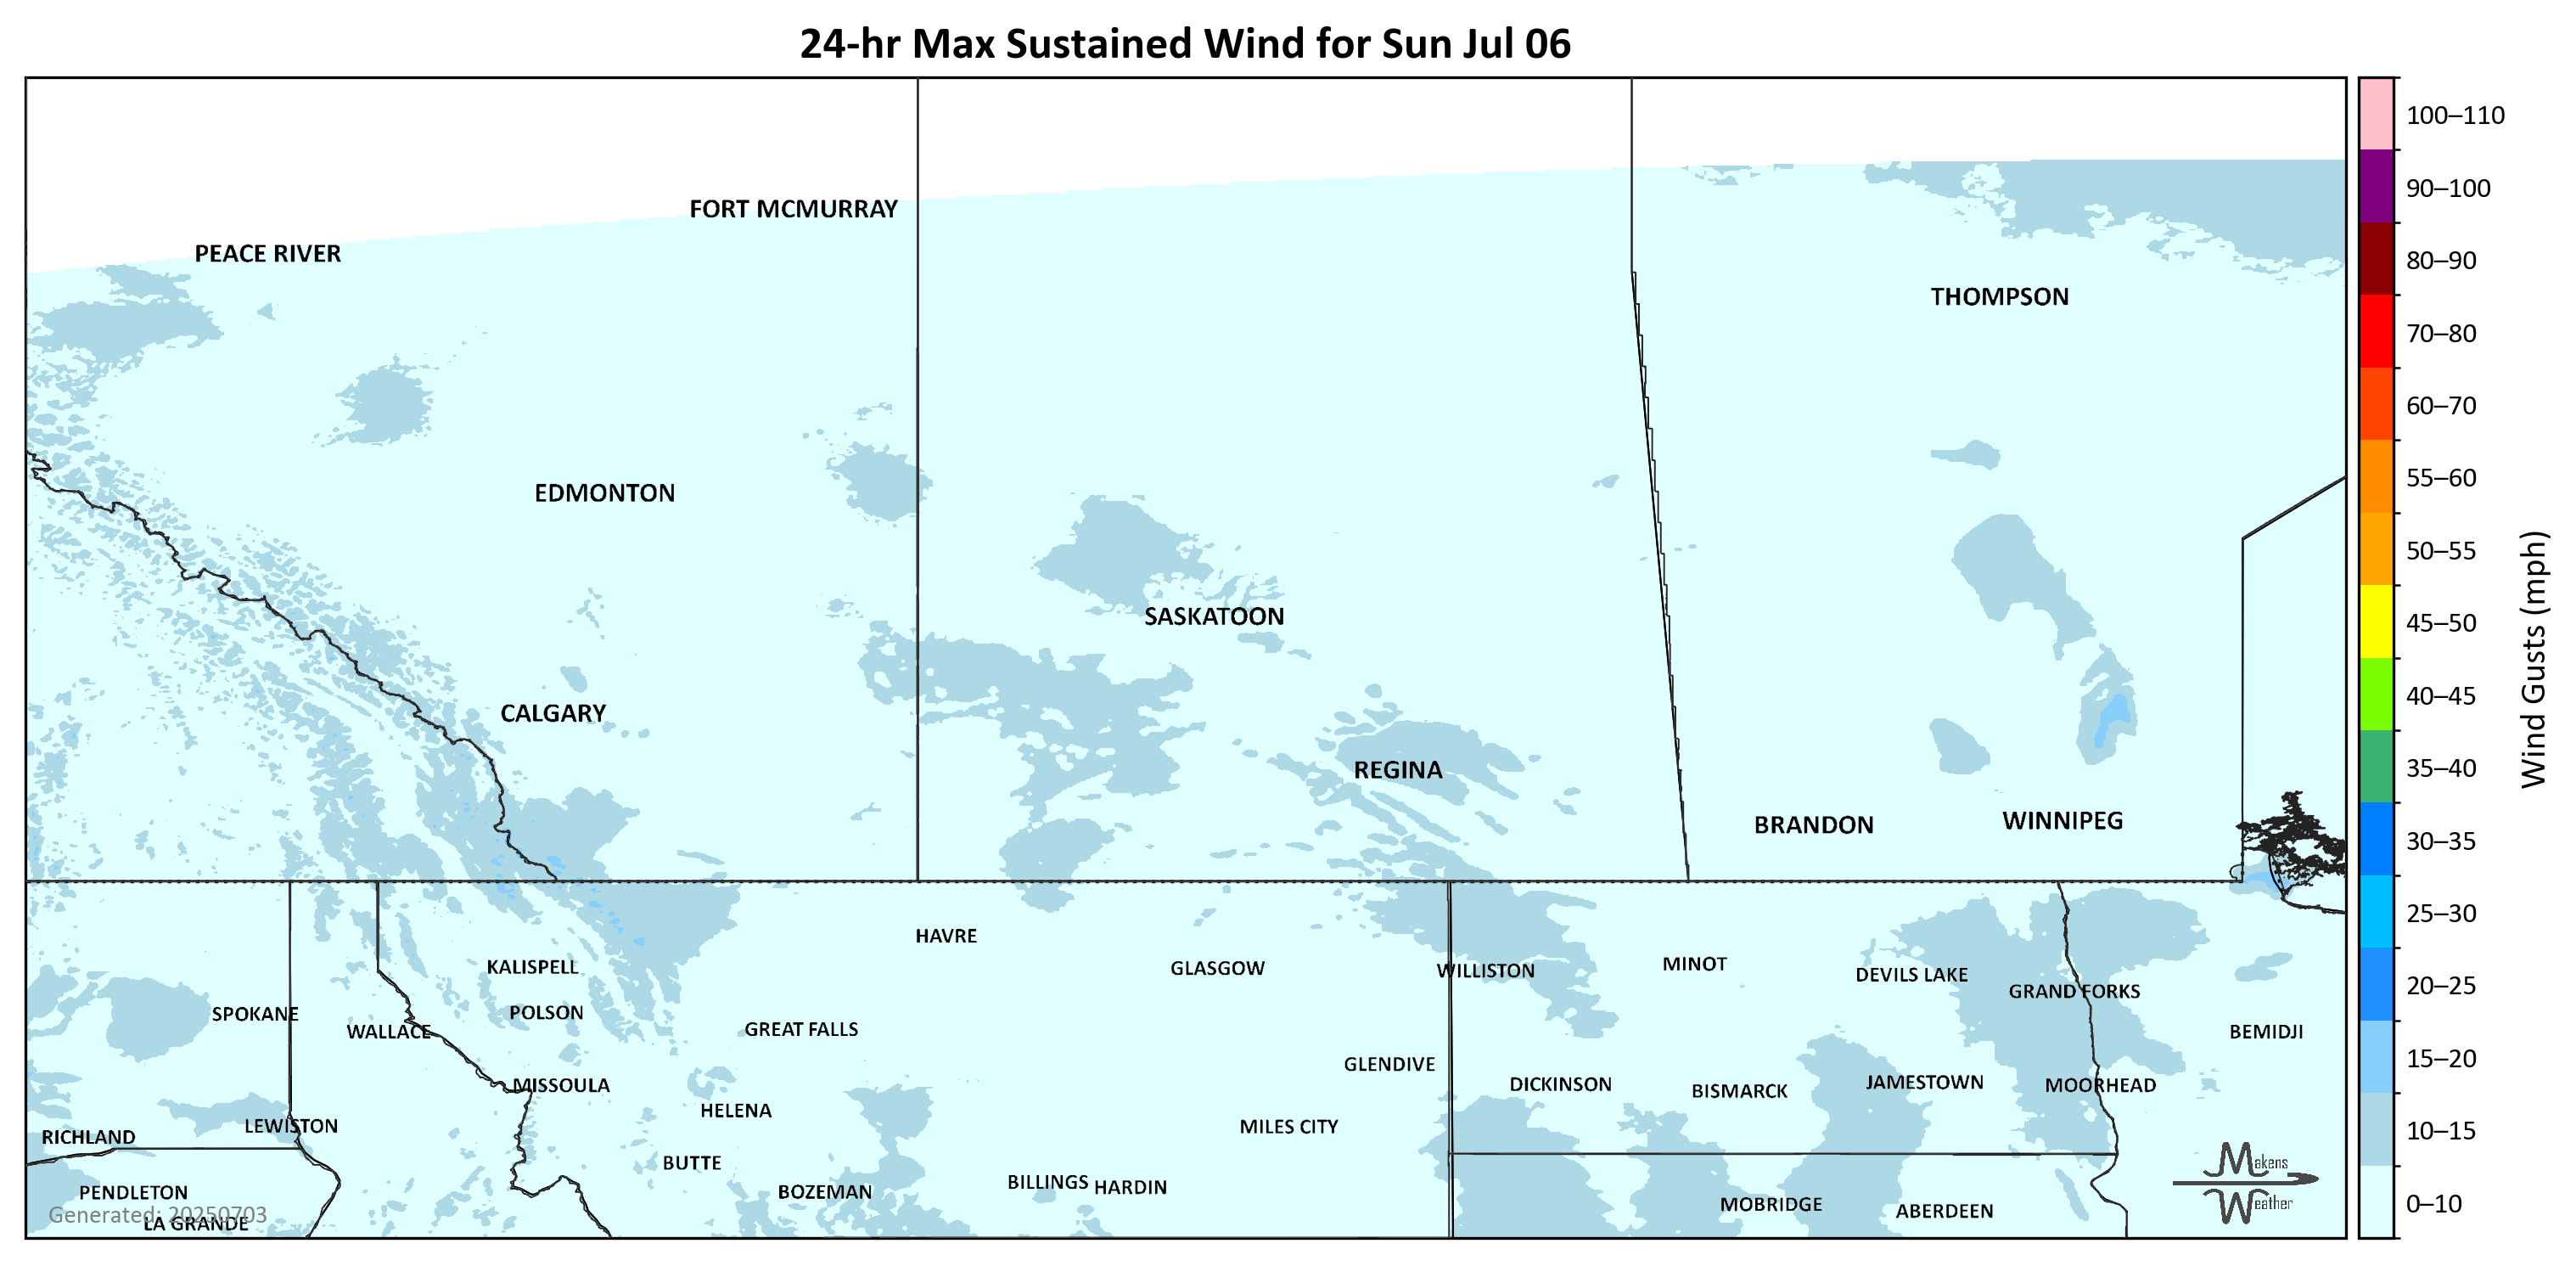 24-hr Max Sustained Wind for Sun Jul 06
FORT MCMURRAY
PEACE RIVER
THOMPSON
EDMONTON
SASKATOON
CALGARY
REGINA
BRANDON
WINNIPEG
HAVRE
KALISPELL
GLASGOW
WILLISTON
MINOT
DEVILS LAKE
GRAND FORKS
SPOKANE
POLSON
WALLACE
GREAT FALLS
BEMIDJI
GLENDIVE
MISSOULA
DICKINSON
BISMARCK
JAMESTOWN
MOORHEAD
HELENA
LEWISTON
MILES CITY
RICHLAND
BUTTE
PENDLETON
BOZEMAN
BILLINGS
HARDIN
MOBRIDGE
ABERDEEN
LA GRANDE
Generated: 20250703
Makens
Weather
100–110
90–100
80–90
70–80
60–70
55–60
50–55
45–50
40–45
35–40
30–35
25–30
20–25
15–20
10–15
0–10
Wind Gusts (mph)